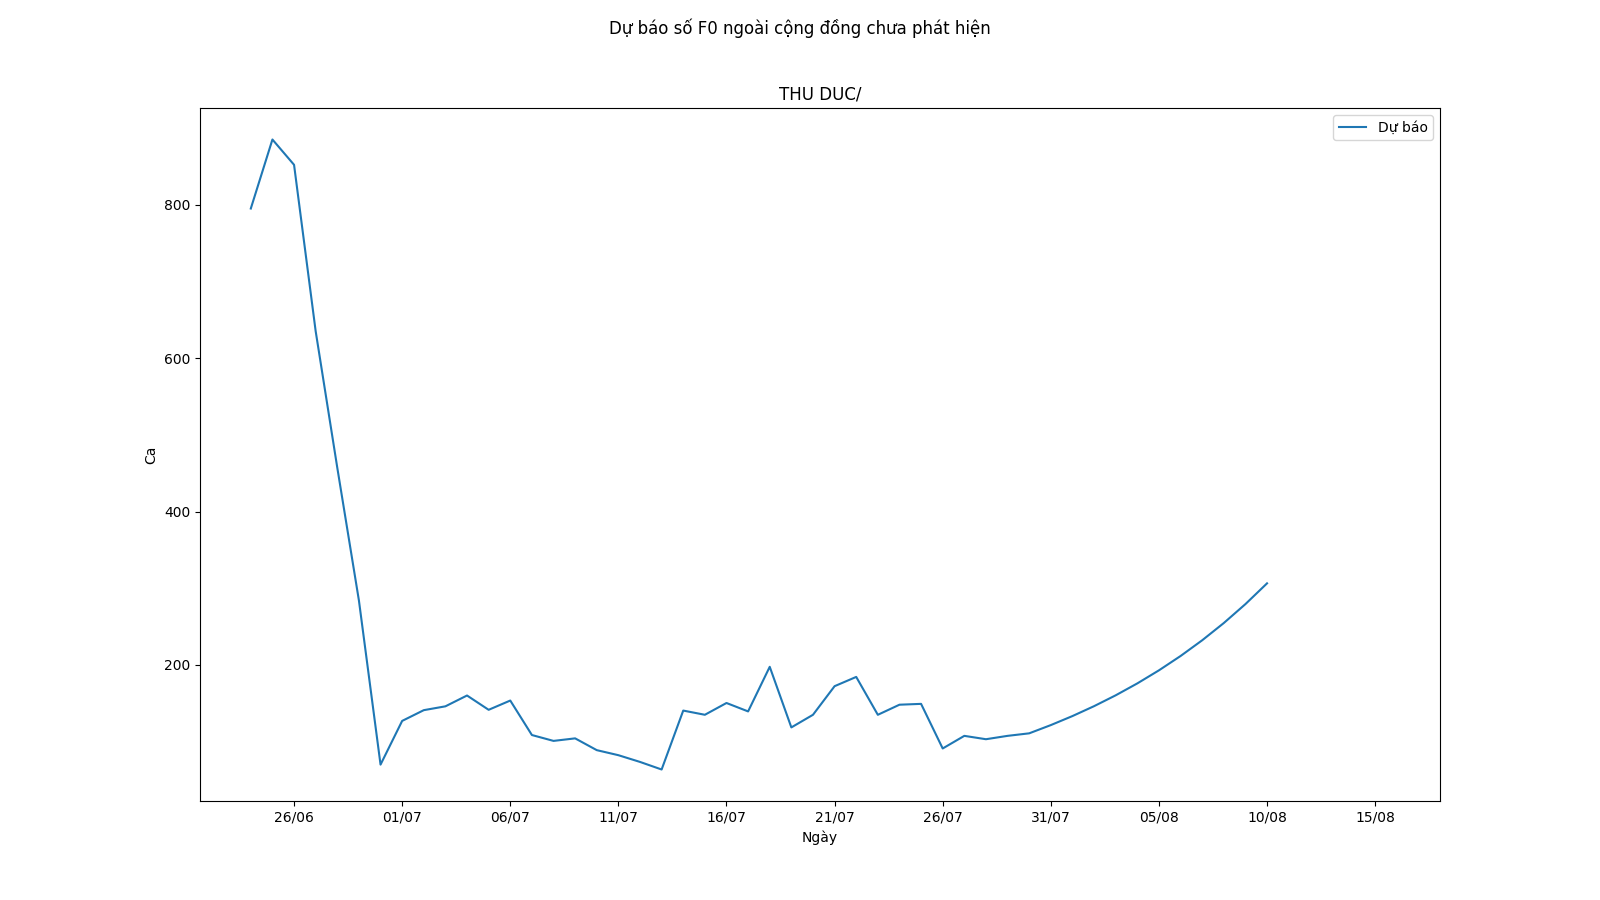 Dự báo số F0 ngoài cộng đồng chưa phát hiện
THU DUC/
Dự báo
800
600
400
200
Ca
26/06 01/07 06/07 11/07 16/07 21/07 26/07 31/07 05/08 10/08 15/08
Ngày